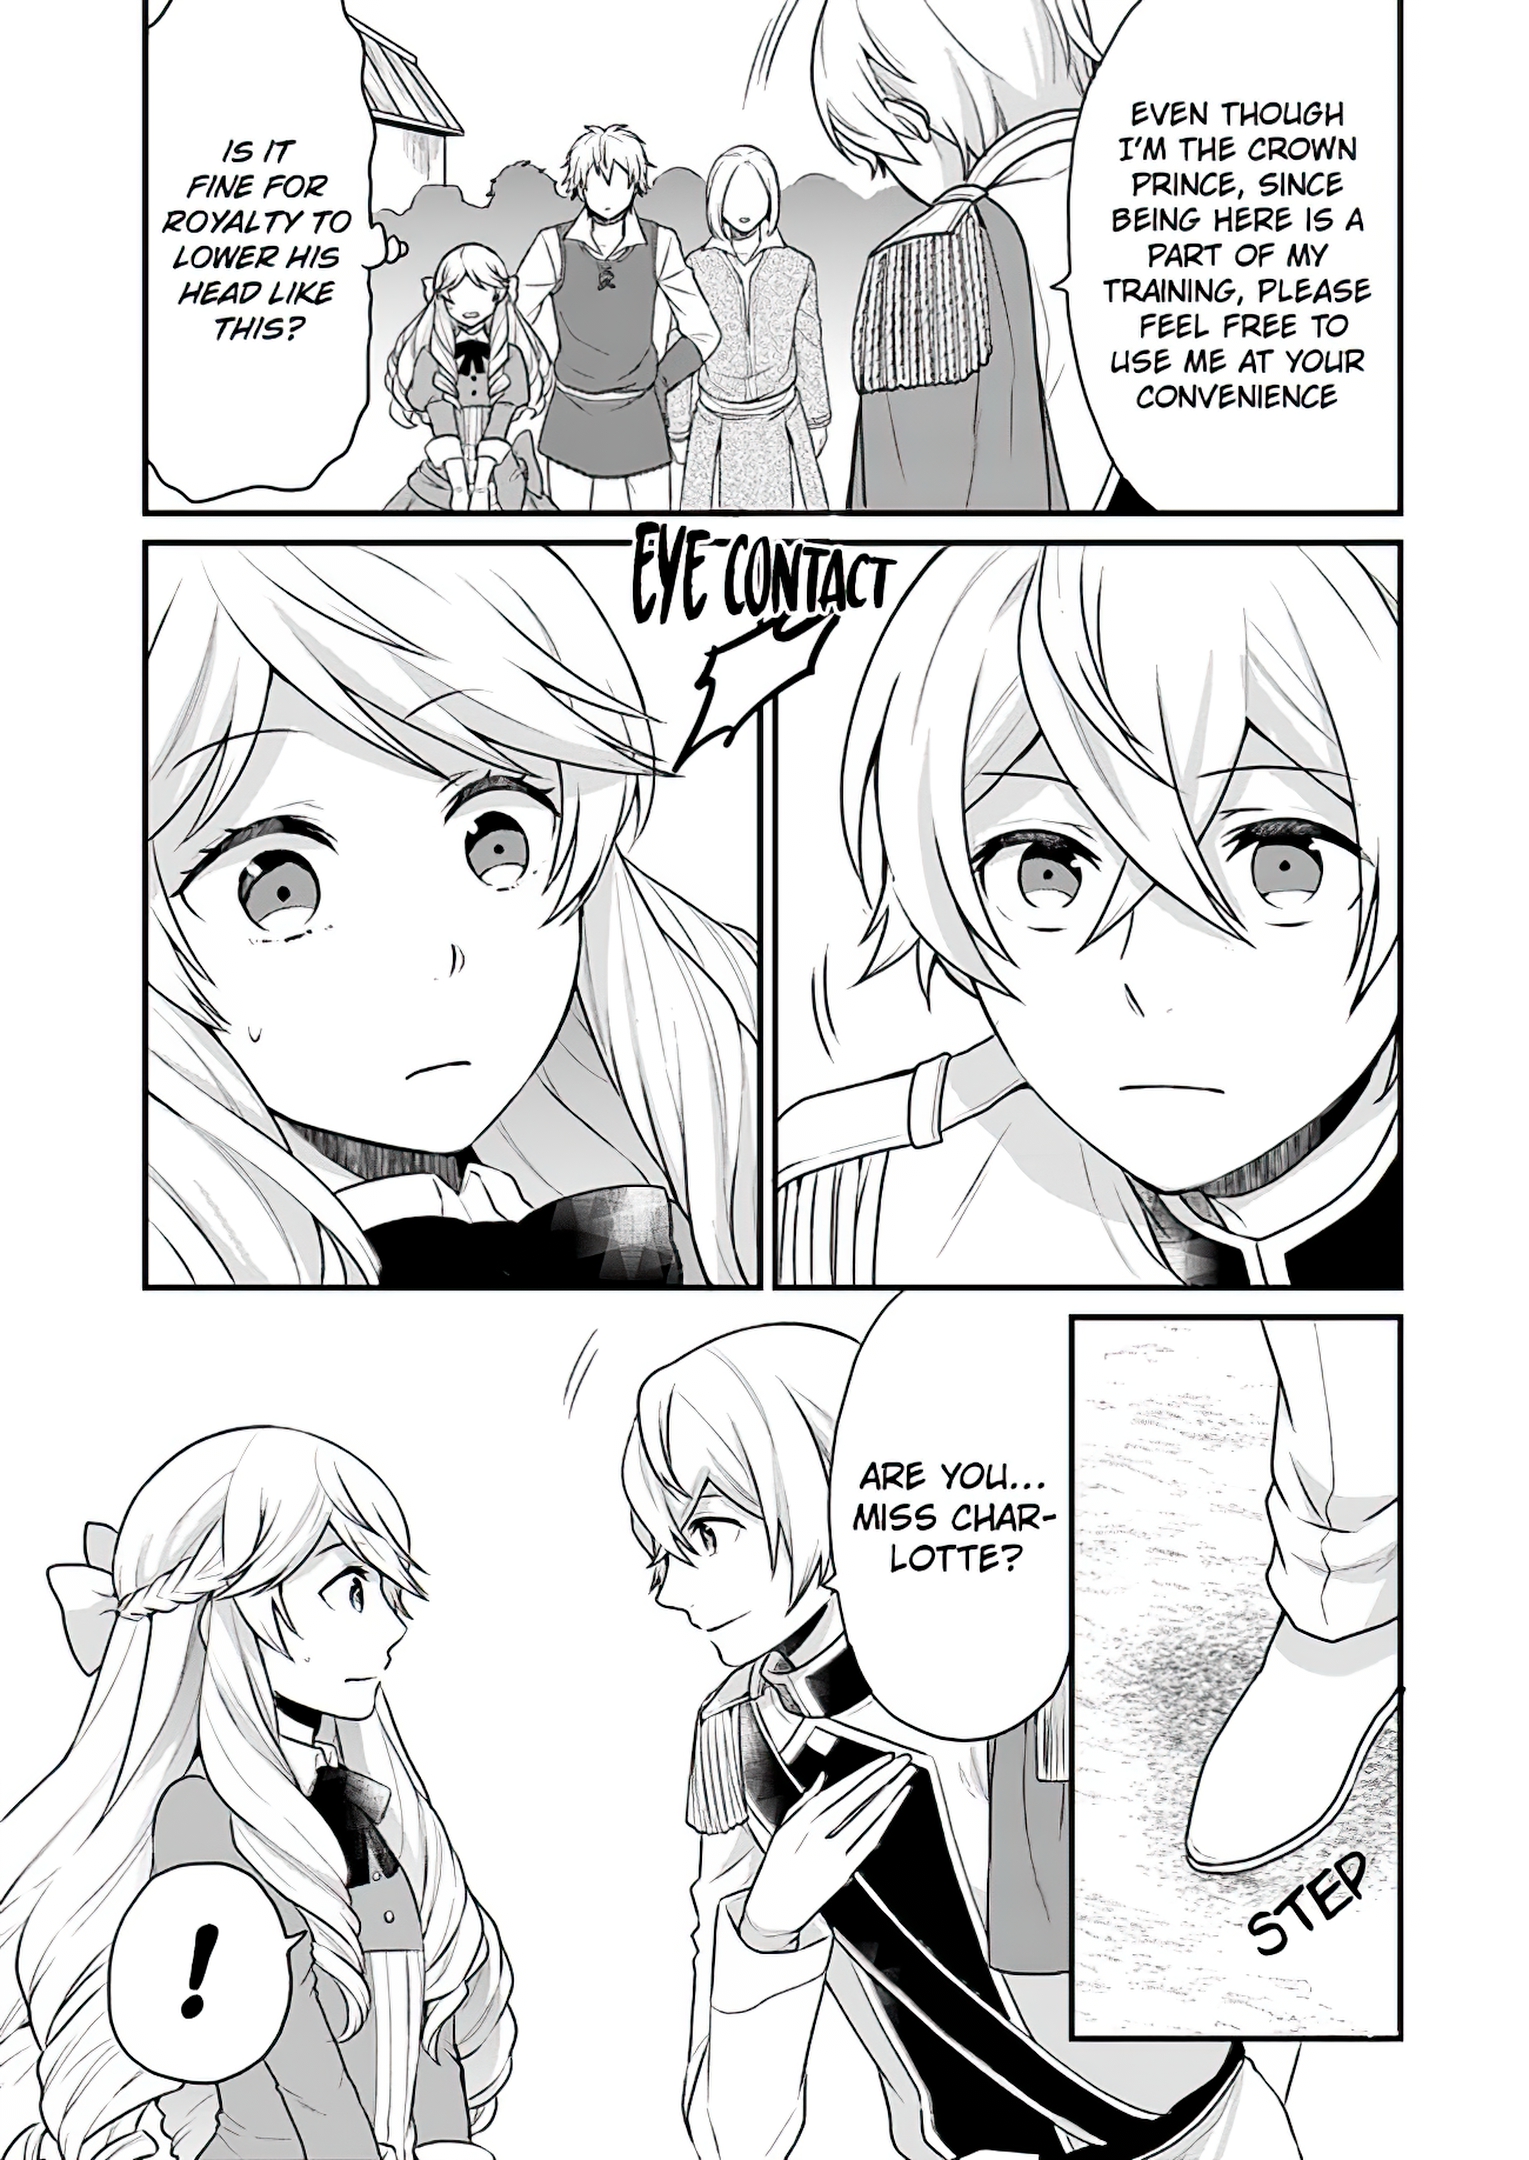 EVEN THOUGH
I'M THE CROWN
PRINCE, SINCE
BEING HERE IS A
PART OF MY
TRAINING, PLEASE
FEEL FREE TO
USE ME AT YOUR
CONVENIENCE
IS IT
FINE FOR
ROYALTY TO
LOWER HIS
HEAD LIKE
THIS?
EYE CONTACT
STEP
ARE YOU...
MISS CHAR-
LOTTE?
!